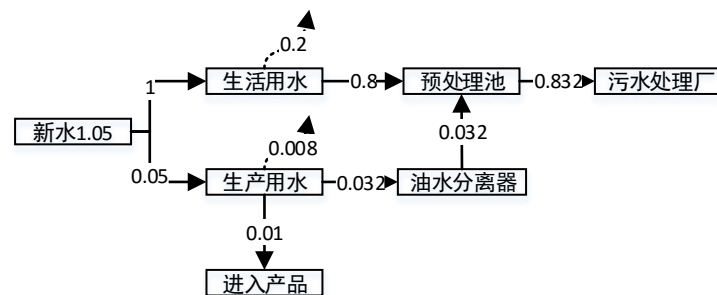 0.2
1
生活用水
0.8
预处理池
0.832
污水处理厂
新水1.05
0.008
0.032
0.05
生产用水
0.032
油水分离器
0.01
进入产品